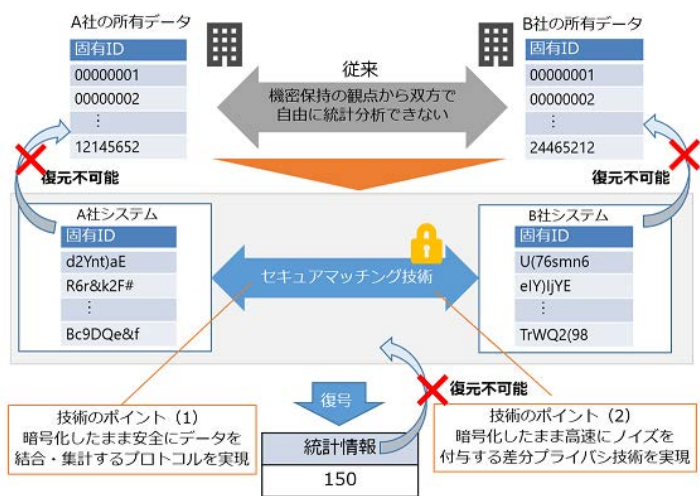 A社の所有データ
固有ID
00000001
00000002
⋮
12145652
B社の所有データ
固有ID
00000001
00000002
⋮
24465212
従来
機密保持の観点から双方で
自由に統計分析できない
復元不可能
復元不可能
A社システム
固有ID
d2Ynt)aE
R6r&k2F#
⋮
Bc9DQe&f
セキュアマッチング技術
B社システム
固有ID
U(76smn6
eIY)IjYE
⋮
TrWQ2(98
復号
復元不可能
技術のポイント（1）
暗号化したまま安全にデータを
結合・集計するプロトコルを実現
統計情報
150
技術のポイント（2）
暗号化したまま高速にノイズを
付与する差分プライバシ技術を実現